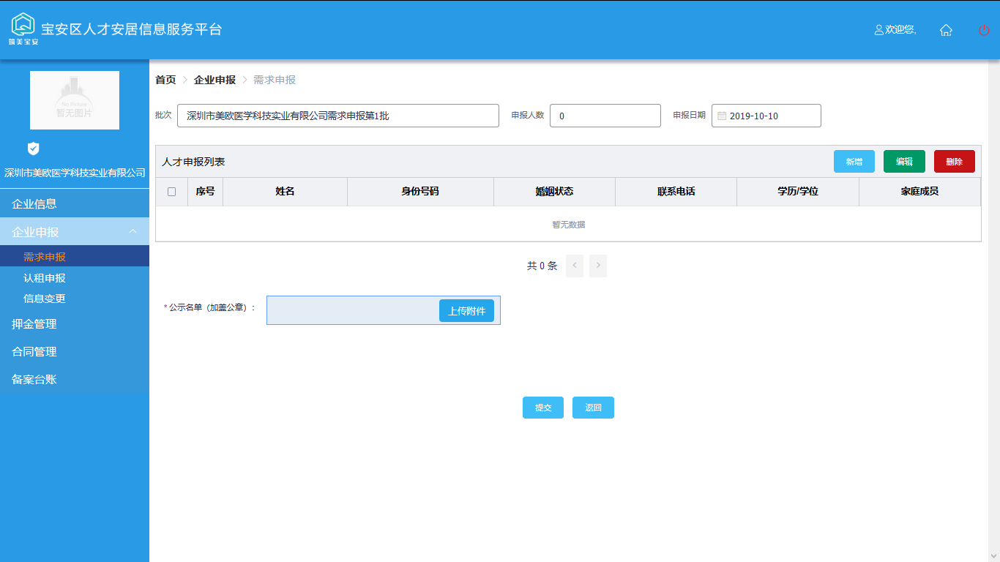 宝安区人才安居信息服务平台
筑美宝安
欢迎您,
No Picture
暂无图片
深圳市美欧医学科技实业有限公司
企业信息
企业申报
需求申报
认租申报
信息变更
押金管理
合同管理
备案台账
首页 > 企业申报 > 需求申报
批次 深圳市美欧医学科技实业有限公司需求申报第1批 申报人数 0 申报日期 2019-10-10
人才申报列表 新增 编辑 删除
序号 姓名 身份号码 婚姻状态 联系电话 学历/学位 家庭成员
暂无数据
共 0 条 < >
* 公示名单（加盖公章）: 上传附件
提交 返回